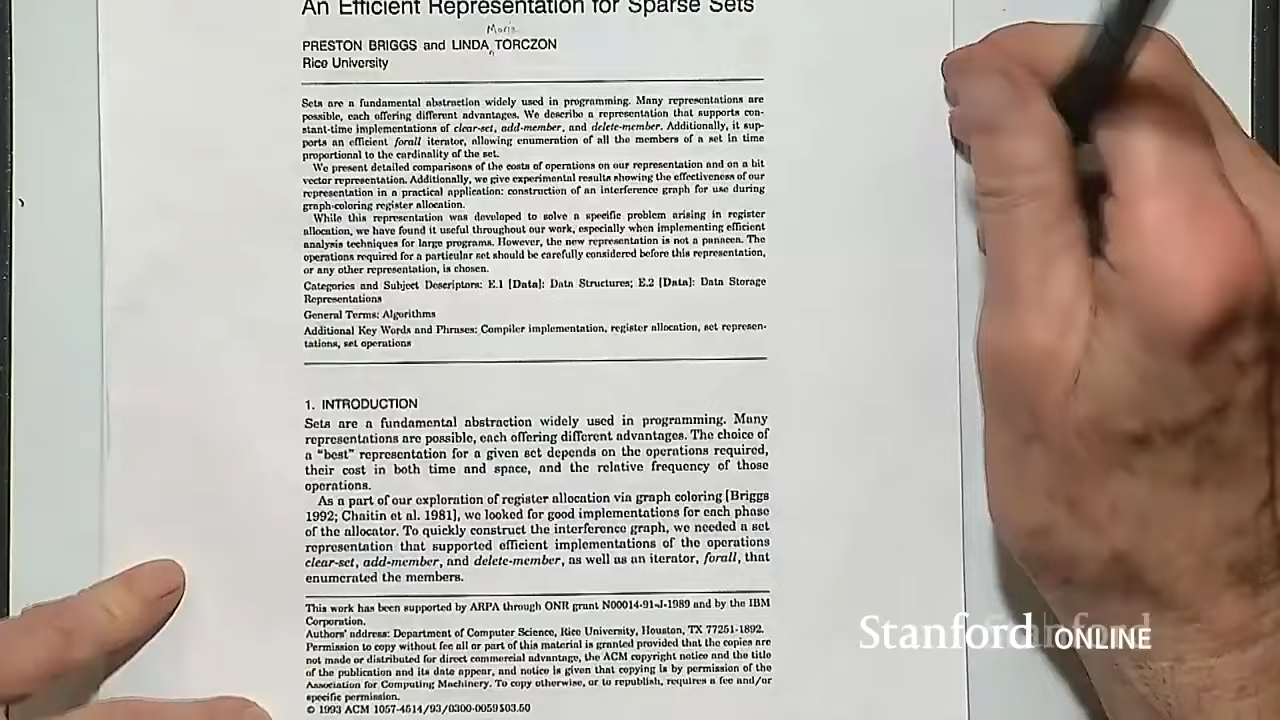 An Efficient Representation for Sparse Sets
Marie
PRESTON BRIGGS and LINDA TORCZON
Rice University
Sets are a fundamental abstraction widely used in programming. Many representations are
possible, each offering different advantages. We describe a representation that supports con-
stant-time implementations of clear-set, add-member, and delete-member. Additionally, it sup-
ports an efficient forall iterator, allowing enumeration of all the members of a set in time
proportional to the cardinality of the set.
We present detailed comparisons of the costs of operations on our representation and on a bit
vector representation. Additionally, we give experimental results showing the effectiveness of our
representation in a practical application: construction of an interference graph for use during
graph-coloring register allocation.
While this representation was developed to solve a specific problem arising in register
allocation, we have found it useful throughout our work, especially when implementing efficient
analysis techniques for large programs. However, the new representation is not a panacea. The
operations required for a particular set should be carefully considered before this representation,
or any other representation, is chosen.
Categories and Subject Descriptors: E.1 [Data]: Data Structures; E.2 [Data]: Data Storage
Representations
General Terms: Algorithms
Additional Key Words and Phrases: Compiler implementation, register allocation, set represen-
tations, set operations
1. INTRODUCTION
Sets are a fundamental abstraction widely used in programming. Many
representations are possible, each offering different advantages. The choice of
a "best" representation for a given set depends on the operations required,
their cost in both time and space, and the relative frequency of those
operations.
As a part of our exploration of register allocation via graph coloring [Briggs
1992; Chaitin et al. 1981], we looked for good implementations for each phase
of the allocator. To quickly construct the interference graph, we needed a set
representation that supported efficient implementations of the operations
clear-set, add-member, and delete-member, as well as an iterator, forall, that
enumerated the members.
This work has been supported by ARPA through ONR grant N00014-91-J-1989 and by the IBM
Corporation.
Authors' address: Department of Computer Science, Rice University, Houston, TX 77251-1892.
Permission to copy without fee all or part of this material is granted provided that the copies are
not made or distributed for direct commercial advantage, the ACM copyright notice and the title
of the publication and its date appear, and notice is given that copying is by permission of the
Association for Computing Machinery. To copy otherwise, or to republish, requires a fee and/or
specific permission.
© 1993 ACM 1057-4514/93/0300-0059$03.50
Stanford ONLINE